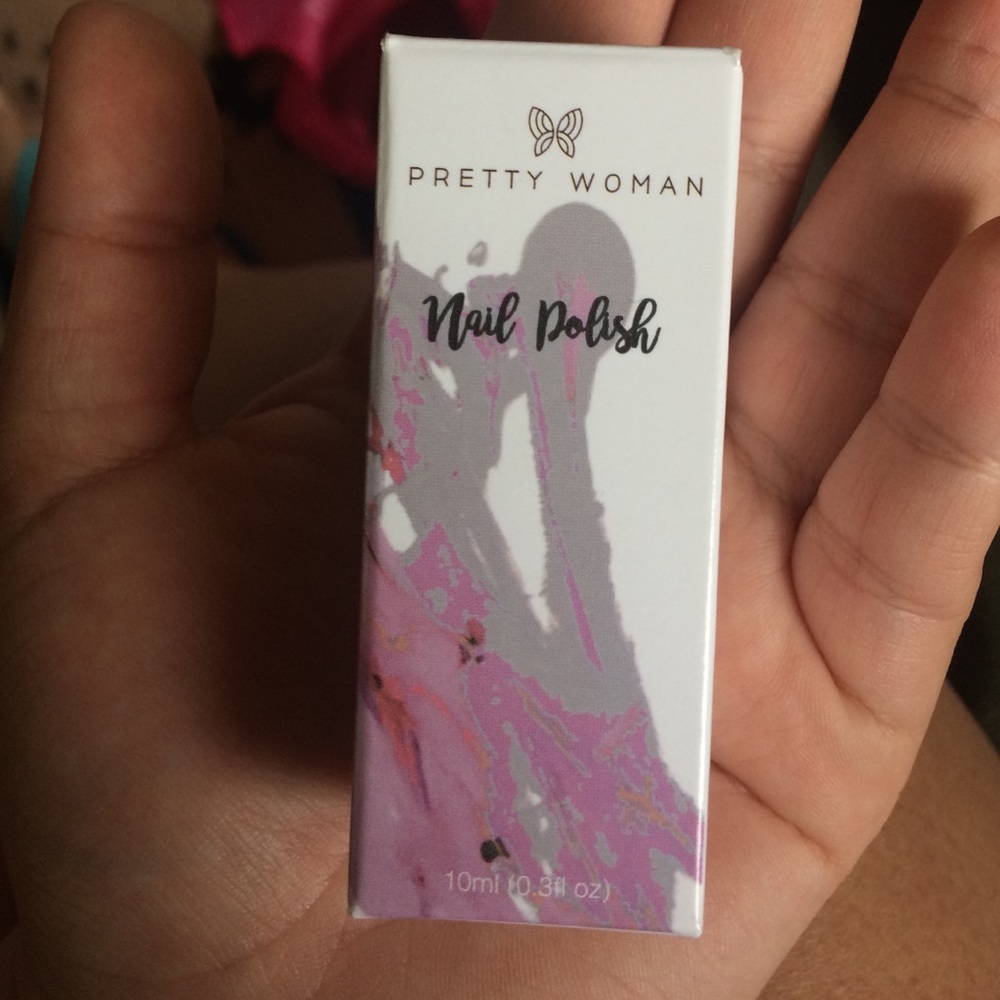 PRETTY WOMAN
Nail Polish
10ml (0.3fl oz)